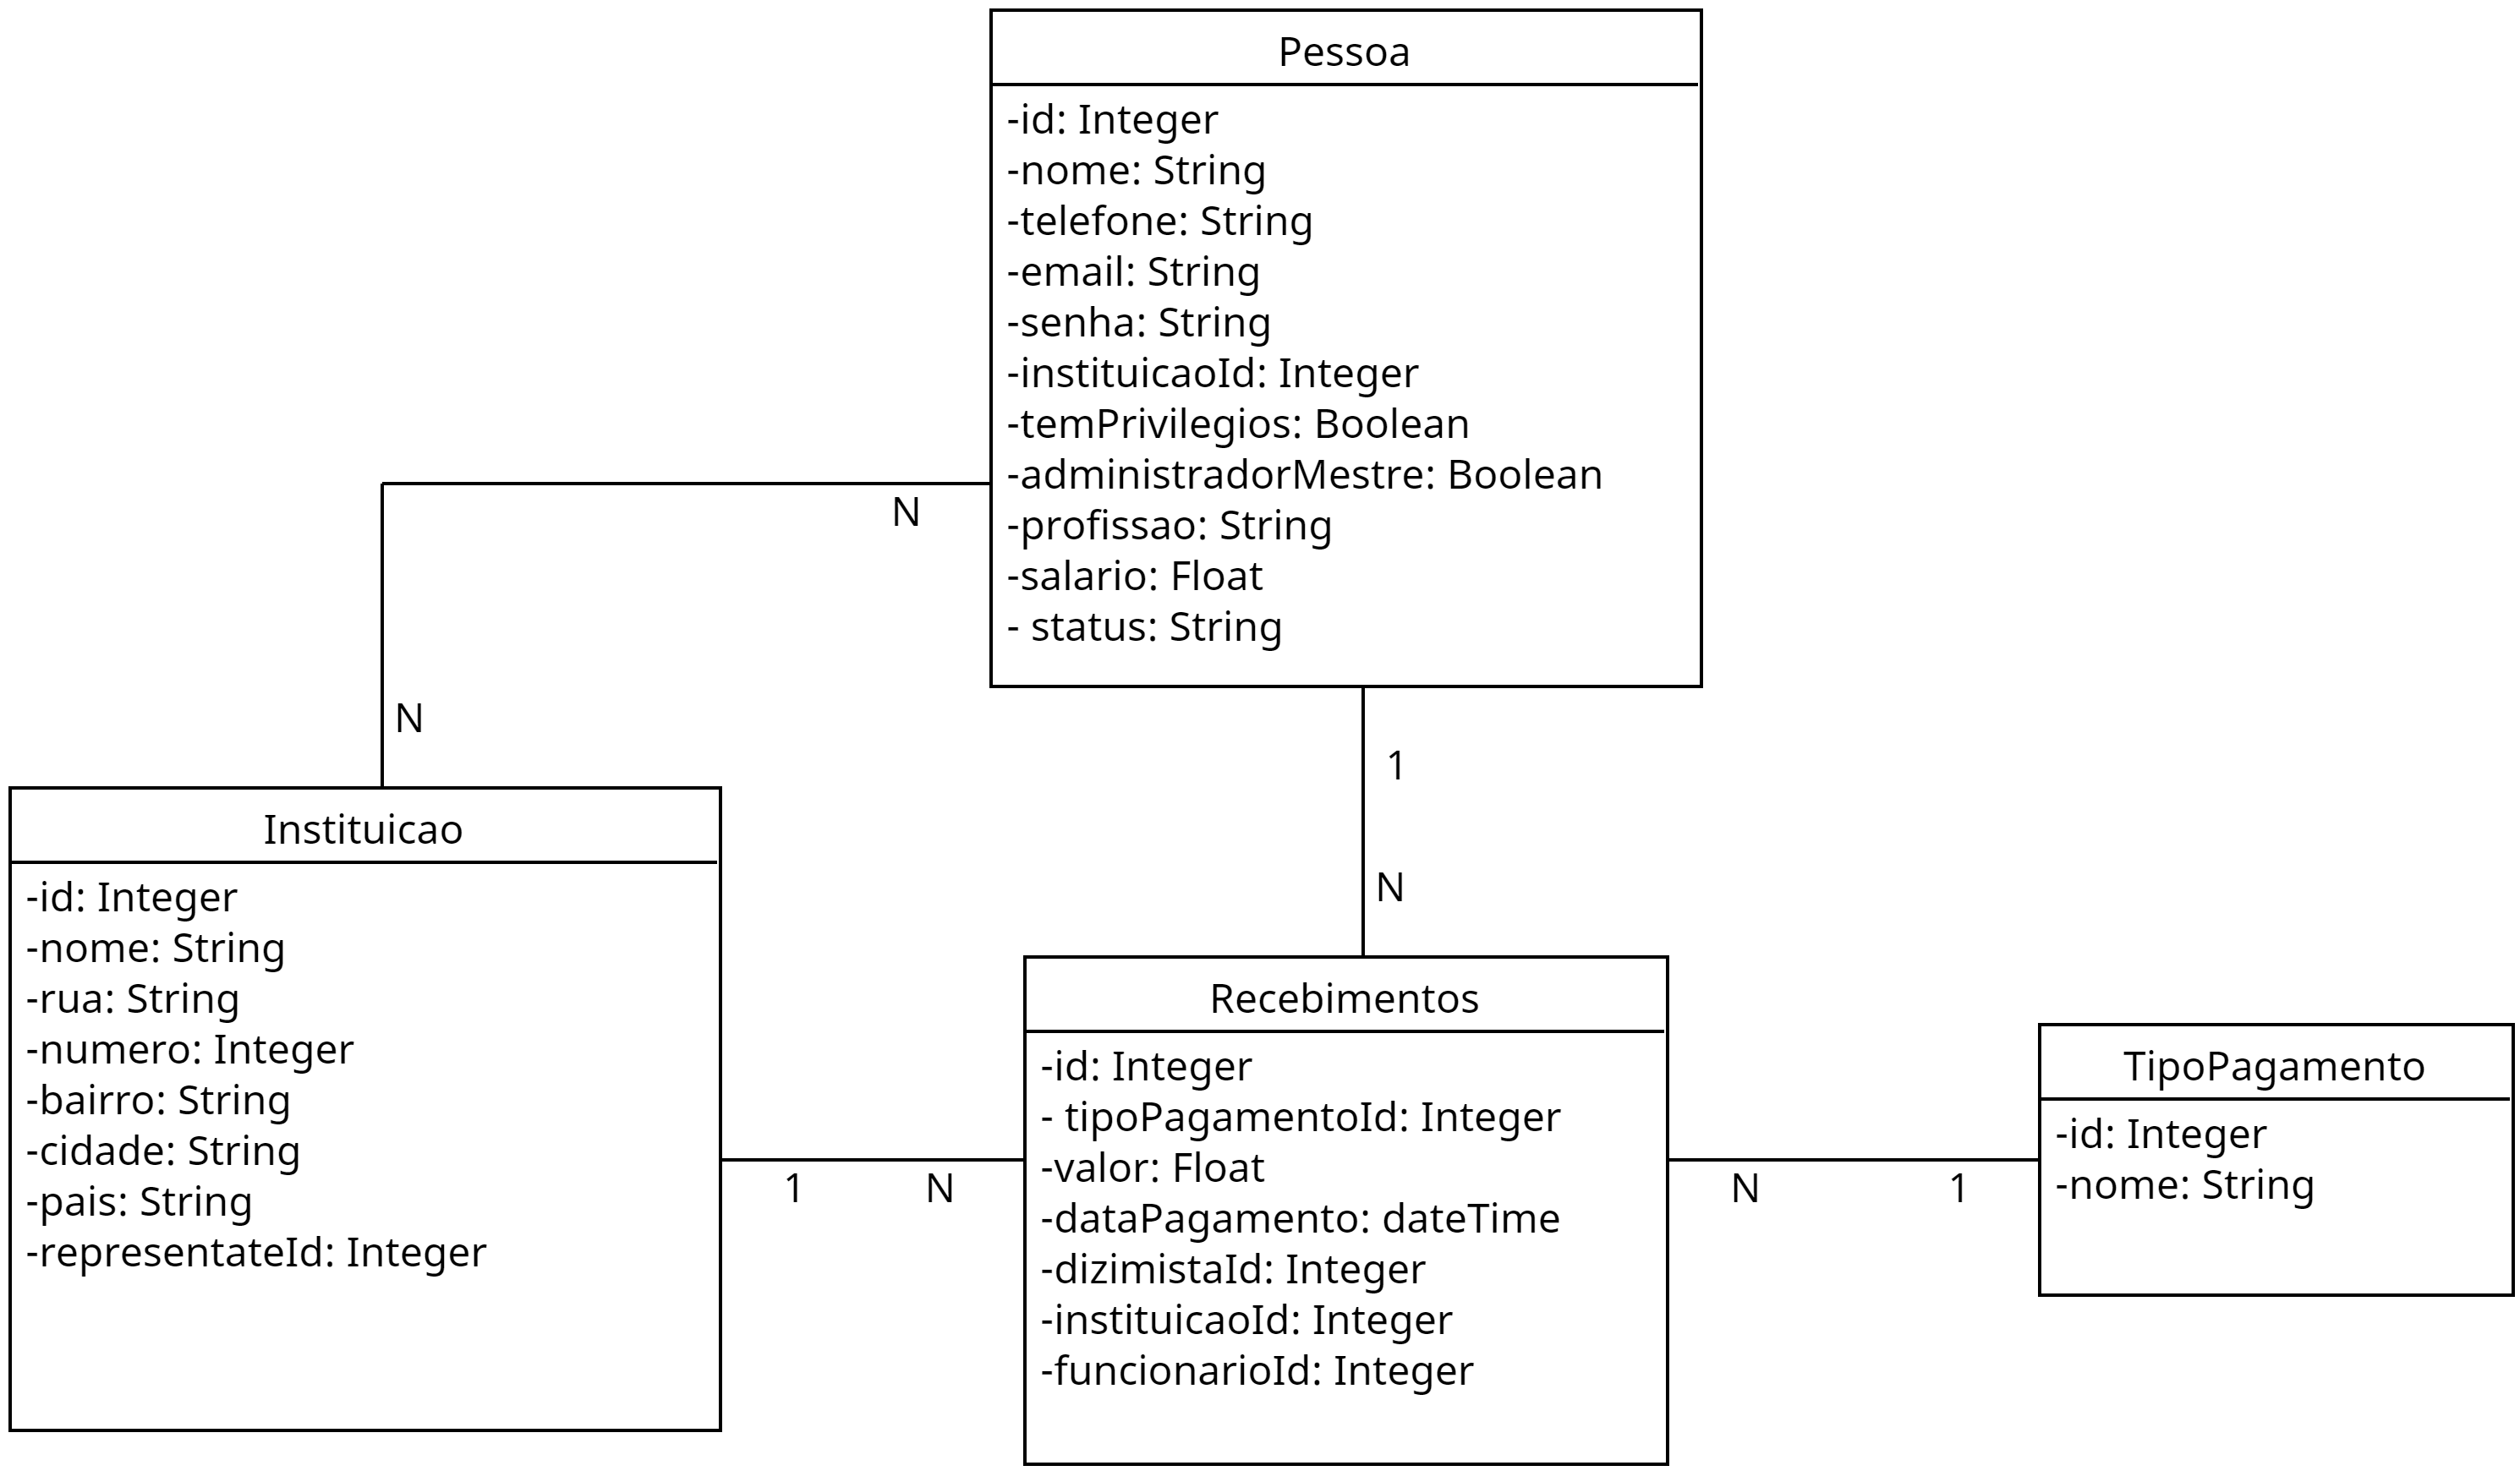 Pessoa
-id: Integer
-nome: String
-telefone: String
-email: String
-senha: String
-instituicaoId: Integer
-temPrivilegios: Boolean
-administradorMestre: Boolean
-profissao: String
-salario: Float
- status: String
N
N
1
N
Instituicao
-id: Integer
-nome: String
-rua: String
-numero: Integer
-bairro: String
-cidade: String
-pais: String
-representateId: Integer
1
N
Recebimentos
-id: Integer
- tipoPagamentoId: Integer
-valor: Float
-dataPagamento: dateTime
-dizimistaId: Integer
-instituicaoId: Integer
-funcionarioId: Integer
N
1
TipoPagamento
-id: Integer
-nome: String